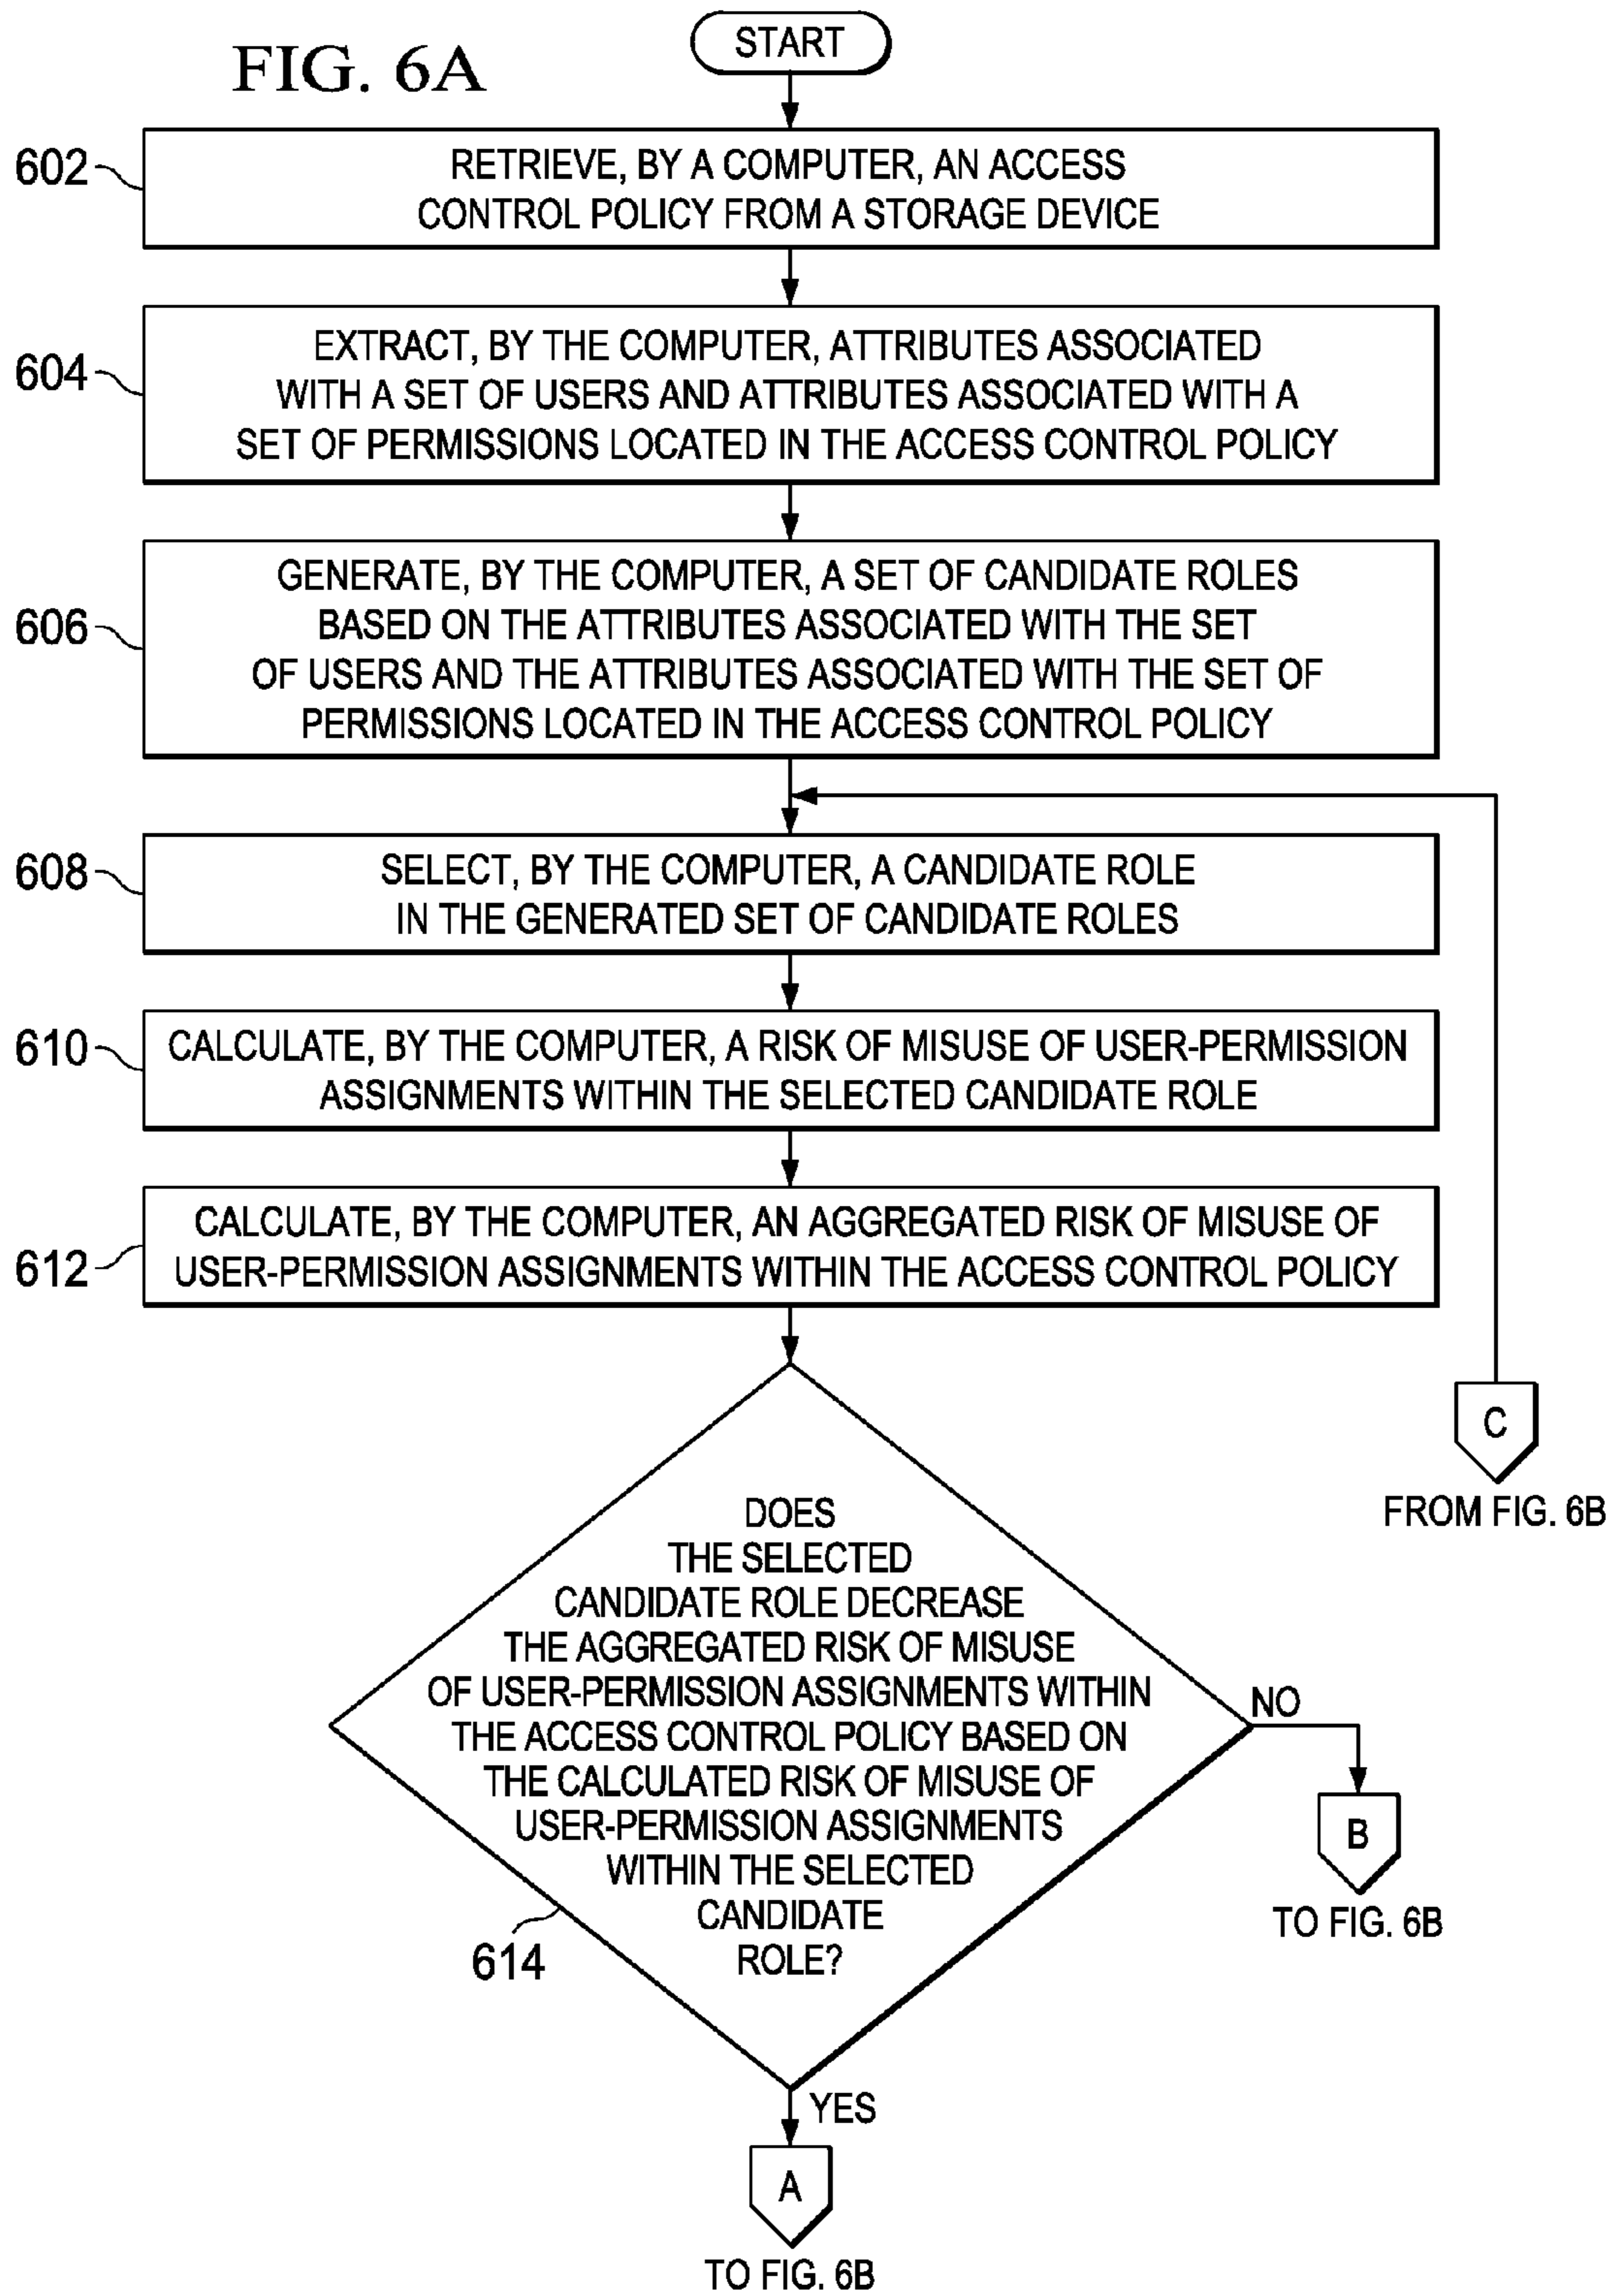 FIG. 6A
START
602
RETRIEVE, BY A COMPUTER, AN ACCESS
CONTROL POLICY FROM A STORAGE DEVICE
604
EXTRACT, BY THE COMPUTER, ATTRIBUTES ASSOCIATED
WITH A SET OF USERS AND ATTRIBUTES ASSOCIATED WITH A
SET OF PERMISSIONS LOCATED IN THE ACCESS CONTROL POLICY
606
GENERATE, BY THE COMPUTER, A SET OF CANDIDATE ROLES
BASED ON THE ATTRIBUTES ASSOCIATED WITH THE SET
OF USERS AND THE ATTRIBUTES ASSOCIATED WITH THE SET OF
PERMISSIONS LOCATED IN THE ACCESS CONTROL POLICY
608
SELECT, BY THE COMPUTER, A CANDIDATE ROLE
IN THE GENERATED SET OF CANDIDATE ROLES
610
CALCULATE, BY THE COMPUTER, A RISK OF MISUSE OF USER-PERMISSION
ASSIGNMENTS WITHIN THE SELECTED CANDIDATE ROLE
612
CALCULATE, BY THE COMPUTER, AN AGGREGATED RISK OF MISUSE OF
USER-PERMISSION ASSIGNMENTS WITHIN THE ACCESS CONTROL POLICY
C
FROM FIG. 6B
DOES
THE SELECTED
CANDIDATE ROLE DECREASE
THE AGGREGATED RISK OF MISUSE
OF USER-PERMISSION ASSIGNMENTS WITHIN
THE ACCESS CONTROL POLICY BASED ON
THE CALCULATED RISK OF MISUSE OF
USER-PERMISSION ASSIGNMENTS
WITHIN THE SELECTED
CANDIDATE
ROLE?
614
NO
B
TO FIG. 6B
YES
A
TO FIG. 6B